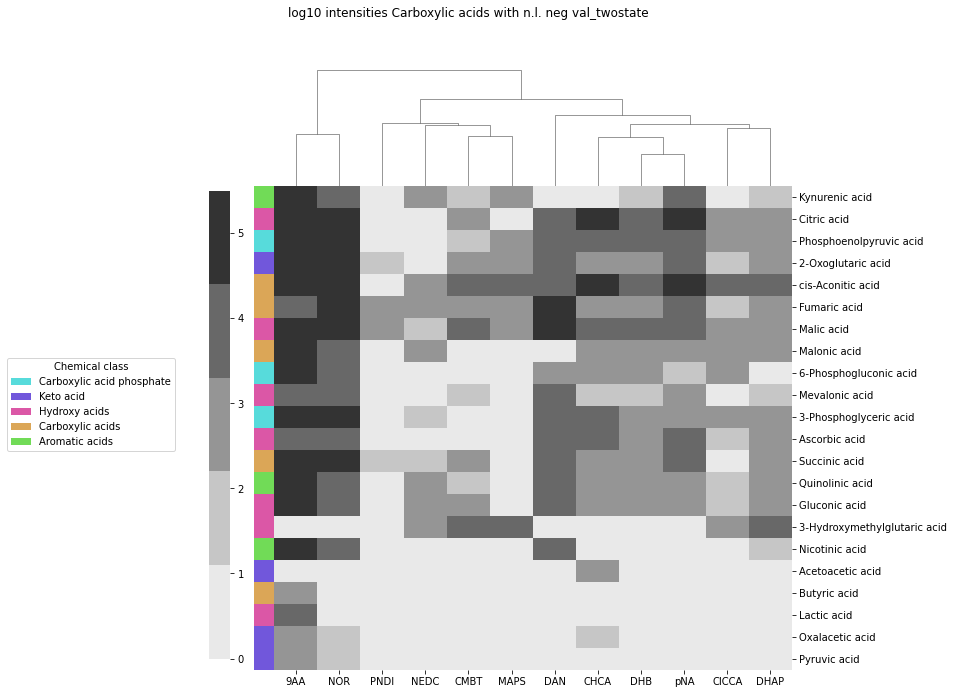 log10 intensities Carboxylic acids with n.l. neg val_twostate
Chemical class
Carboxylic acid phosphate
Keto acid
Hydroxy acids
Carboxylic acids
Aromatic acids
5
4
3
2
1
0
Kynurenic acid
Citric acid
Phosphoenolpyruvic acid
2-Oxoglutaric acid
cis-Aconitic acid
Fumaric acid
Malic acid
Malonic acid
6-Phosphogluconic acid
Mevalonic acid
3-Phosphoglyceric acid
Ascorbic acid
Succinic acid
Quinolinic acid
Gluconic acid
3-Hydroxymethylglutaric acid
Nicotinic acid
Acetoacetic acid
Butyric acid
Lactic acid
Oxalacetic acid
Pyruvic acid
9AA NOR PNDI NEDC CMBT MAPS DAN CHCA DHB pNA ClCCA DHAP